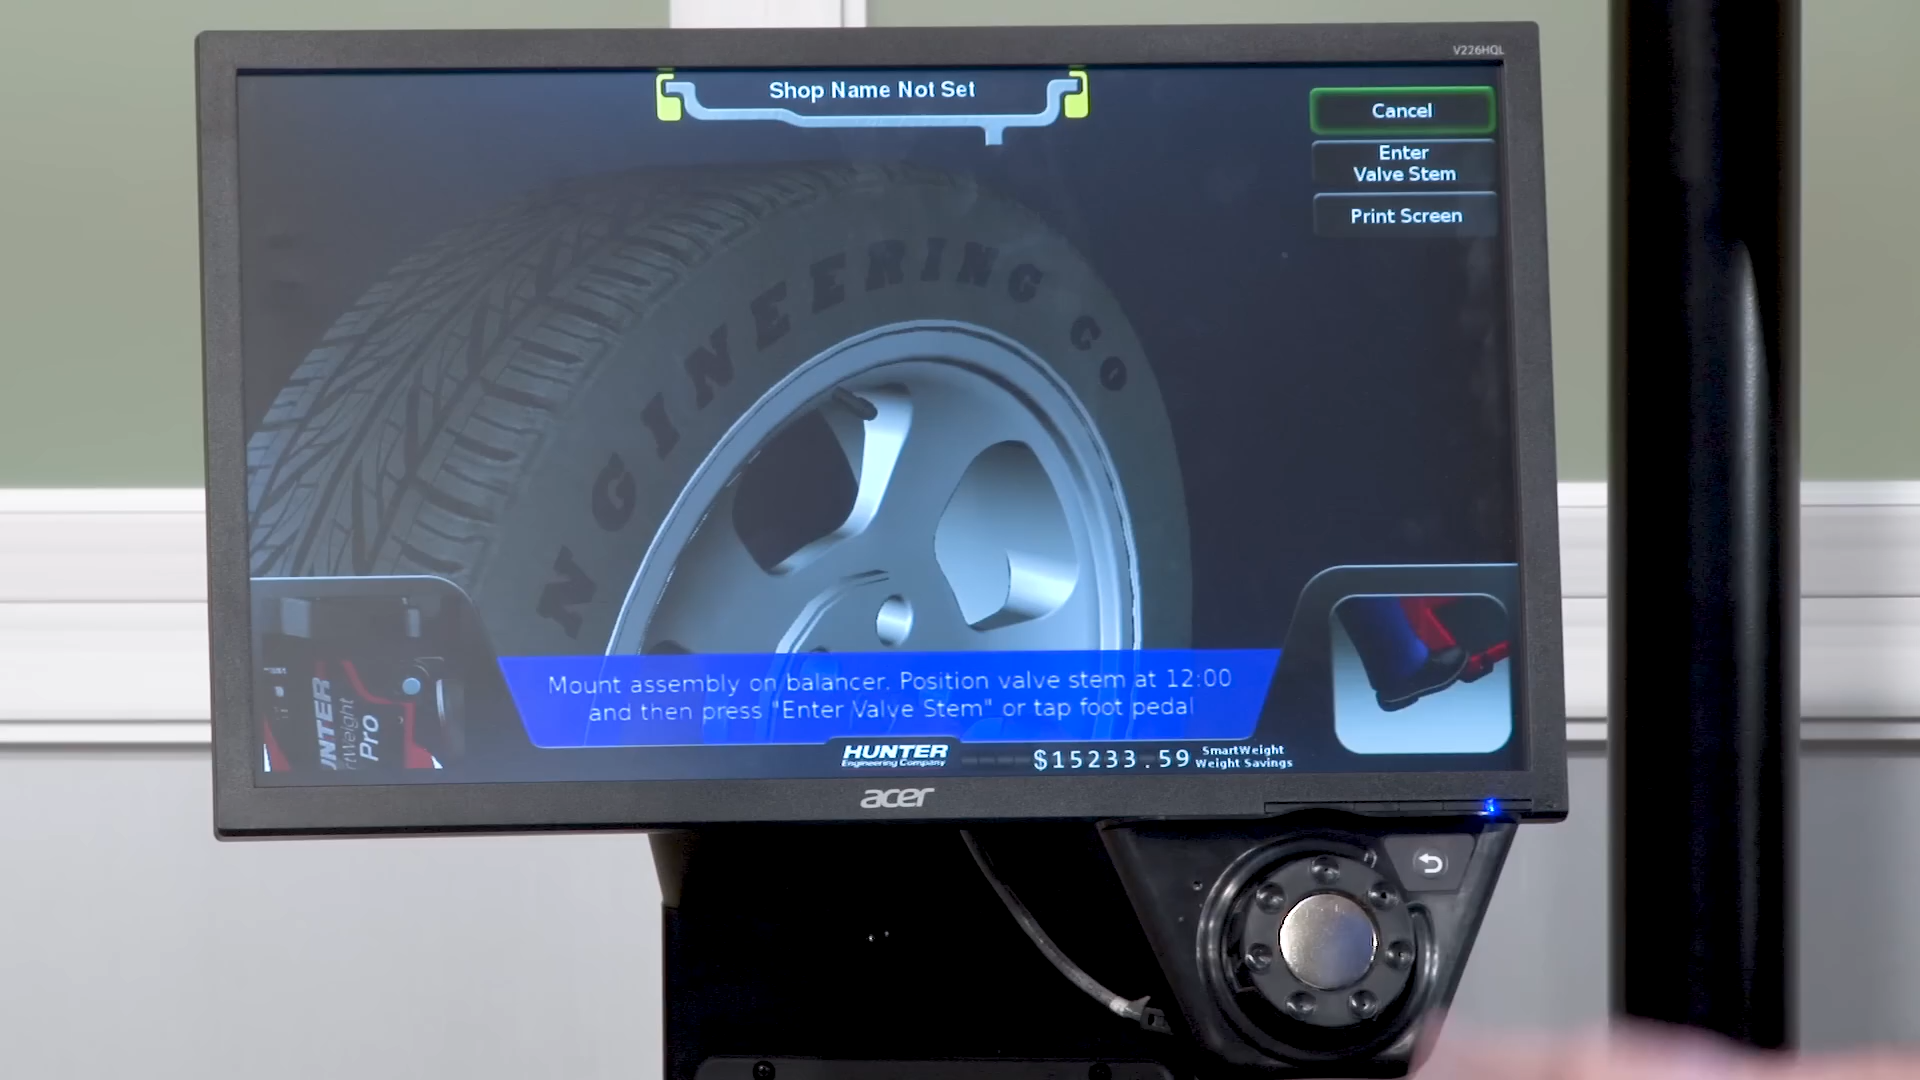 V226HQL
Shop Name Not Set
Cancel
Enter
Valve Stem
Print Screen
NGINEERING CO
Mount assembly on balancer. Position valve stem at 12:00
and then press "Enter Valve Stem" or tap foot pedal
UNTER
rtWeight
Pro
HUNTER
Engineering Company
$15233.59
SmartWeight
Weight Savings
acer